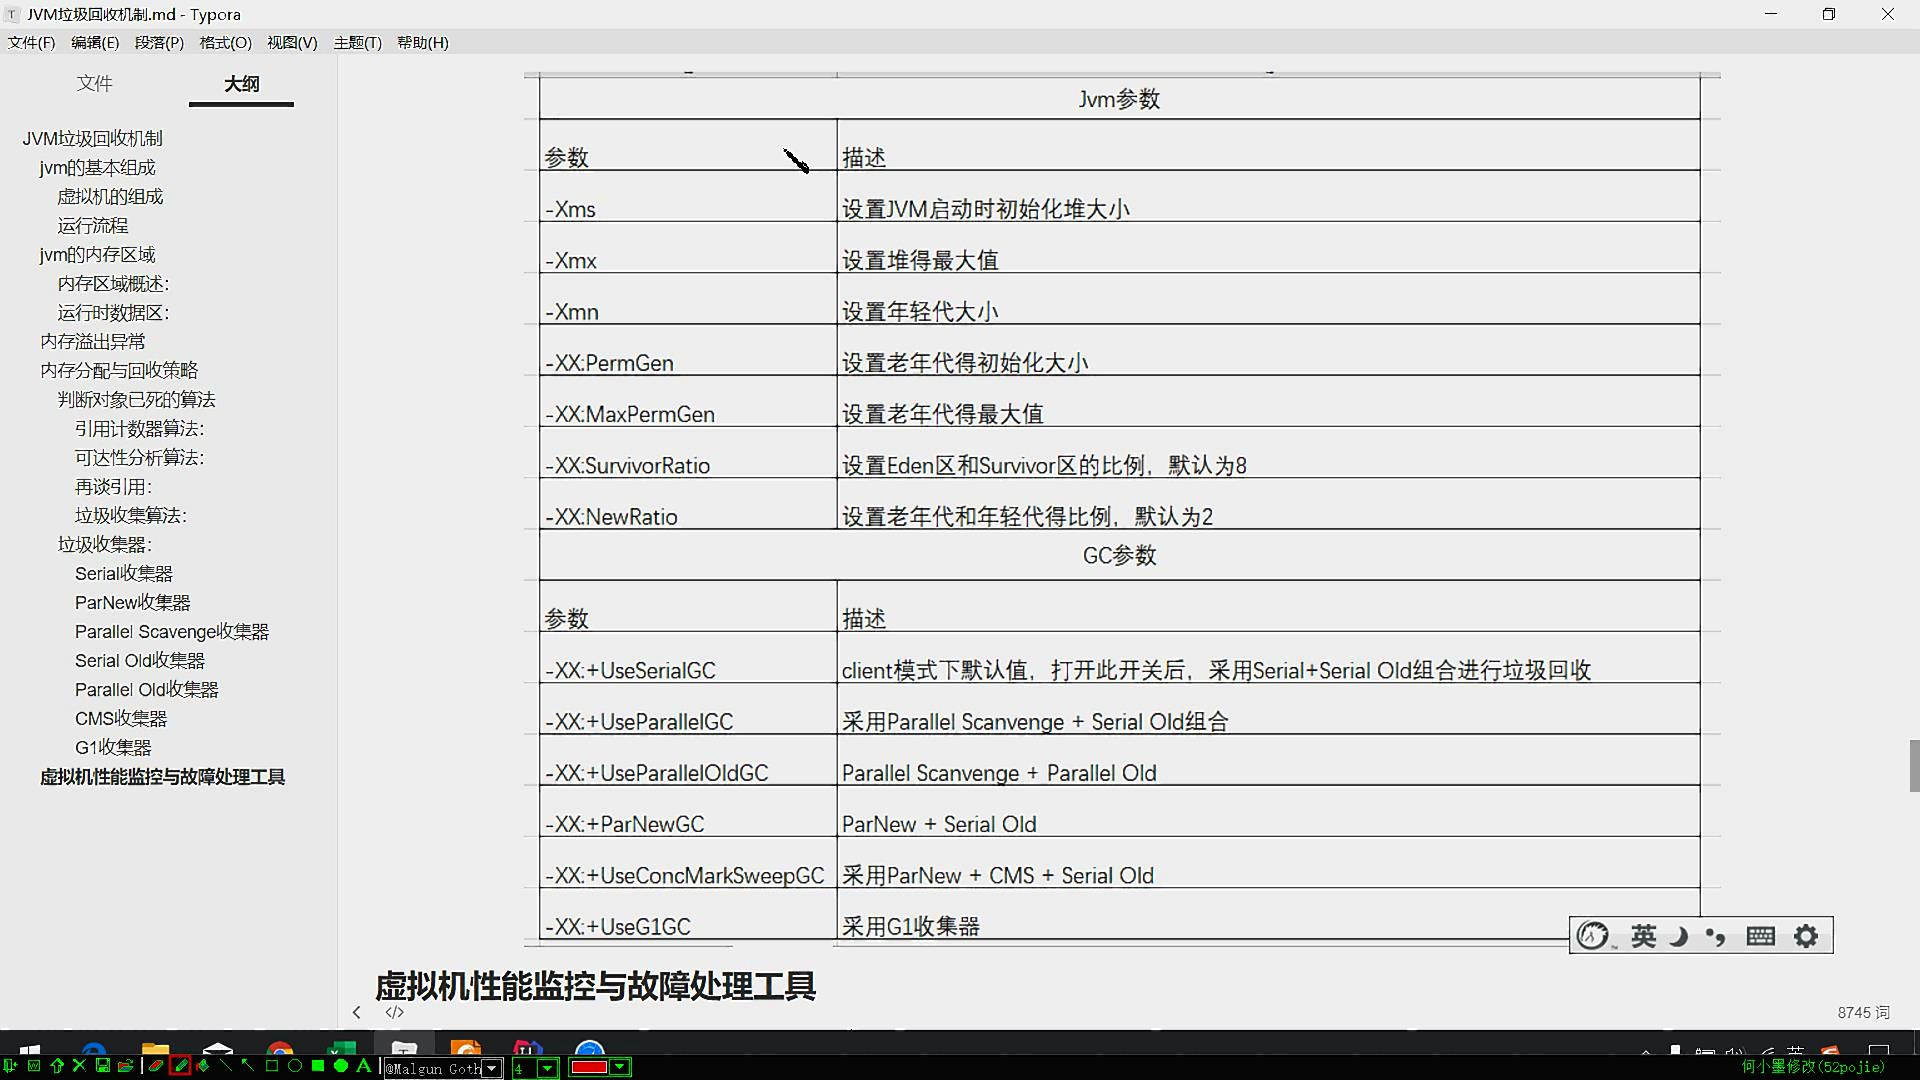 JVM垃圾回收机制.md - Typora
文件(F) 编辑(E) 段落(P) 格式(O) 视图(V) 主题(T) 帮助(H)
文件 大纲
JVM垃圾回收机制
jvm的基本组成
虚拟机的组成
运行流程
jvm的内存区域
内存区域概述：
运行时数据区：
内存溢出异常
内存分配与回收策略
判断对象已死的算法
引用计数器算法：
可达性分析算法：
再谈引用：
垃圾收集算法：
垃圾收集器：
Serial收集器
ParNew收集器
Parallel Scavenge收集器
Serial Old收集器
Parallel Old收集器
CMS收集器
G1收集器
虚拟机性能监控与故障处理工具
Jvm参数
参数 描述
-Xms 设置JVM启动时初始化堆大小
-Xmx 设置堆得最大值
-Xmn 设置年轻代大小
-XX:PermGen 设置老年代得初始化大小
-XX:MaxPermGen 设置老年代得最大值
-XX:SurvivorRatio 设置Eden区和Survivor区的比例，默认为8
-XX:NewRatio 设置老年代和年轻代得比例，默认为2
GC参数
参数 描述
-XX:+UseSerialGC client模式下默认值，打开此开关后，采用Serial+Serial Old组合进行垃圾回收
-XX:+UseParallelGC 采用Parallel Scanvenge + Serial Old组合
-XX:+UseParallelOldGC Parallel Scanvenge + Parallel Old
-XX:+ParNewGC ParNew + Serial Old
-XX:+UseConcMarkSweepGC 采用ParNew + CMS + Serial Old
-XX:+UseG1GC 采用G1收集器
英
虚拟机性能监控与故障处理工具
</>
8745 词
@Malgun Goth 4
何小墨修改(52pojie)